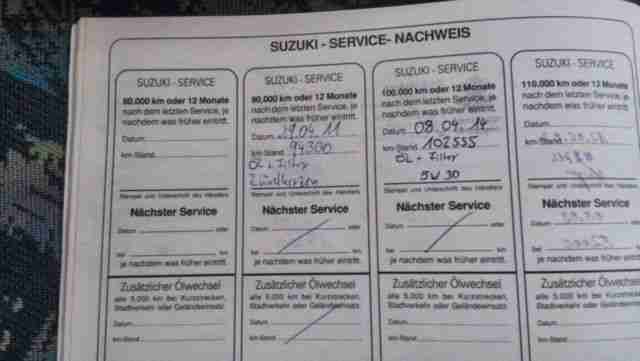 SUZUKI - SERVICE- NACHWEIS
SUZUKI - SERVICE
80.000 km oder 12 Monate
nach dem letzten Service, je
nachdem was früher eintritt.
Datum
km-Stand
Stempel und Unterschrift des Händlers
Nächster Service
Datum oder
bei km
je nachdem was früher eintritt.
Zusätzlicher Ölwechsel
alle 5.000 km bei Kurzstrecken,
Stadtverkehr oder Geländeeinsatz
Datum
km-Stand
SUZUKI - SERVICE
90.000 km oder 12 Monate
nach dem letzten Service, je
nachdem was früher eintritt.
Datum 29.04.11
km-Stand 94300
Öl + Filter
Zündkerzen
Stempel und Unterschrift des Händlers
Nächster Service
Datum oder
bei km
je nachdem was früher eintritt.
Zusätzlicher Ölwechsel
alle 5.000 km bei Kurzstrecken,
Stadtverkehr oder Geländeeinsatz
Datum
km-Stand
SUZUKI - SERVICE
100.000 km oder 12 Monate
nach dem letzten Service, je
nachdem was früher eintritt.
Datum 08.04.14
km-Stand 102555
ÖL + Filter
5W30
Stempel und Unterschrift des Händlers
Nächster Service
Datum oder
bei km
je nachdem was früher eintritt.
Zusätzlicher Ölwechsel
alle 5.000 km bei Kurzstrecken,
Stadtverkehr oder Geländeeinsatz
Datum
km-Stand
SUZUKI - SERVICE
110.000 km oder 12 Monate
nach dem letzten Service, je
nachdem was früher eintritt.
Datum
km-Stand
Stempel und Unterschrift des Händlers
Nächster Service
Datum
bei
je nachdem was früher eintritt.
Zusätzlicher Ölwechsel
alle 5.000 km bei Kurzstrecken,
Stadtverkehr oder Geländeeinsatz
Datum
km-Stand